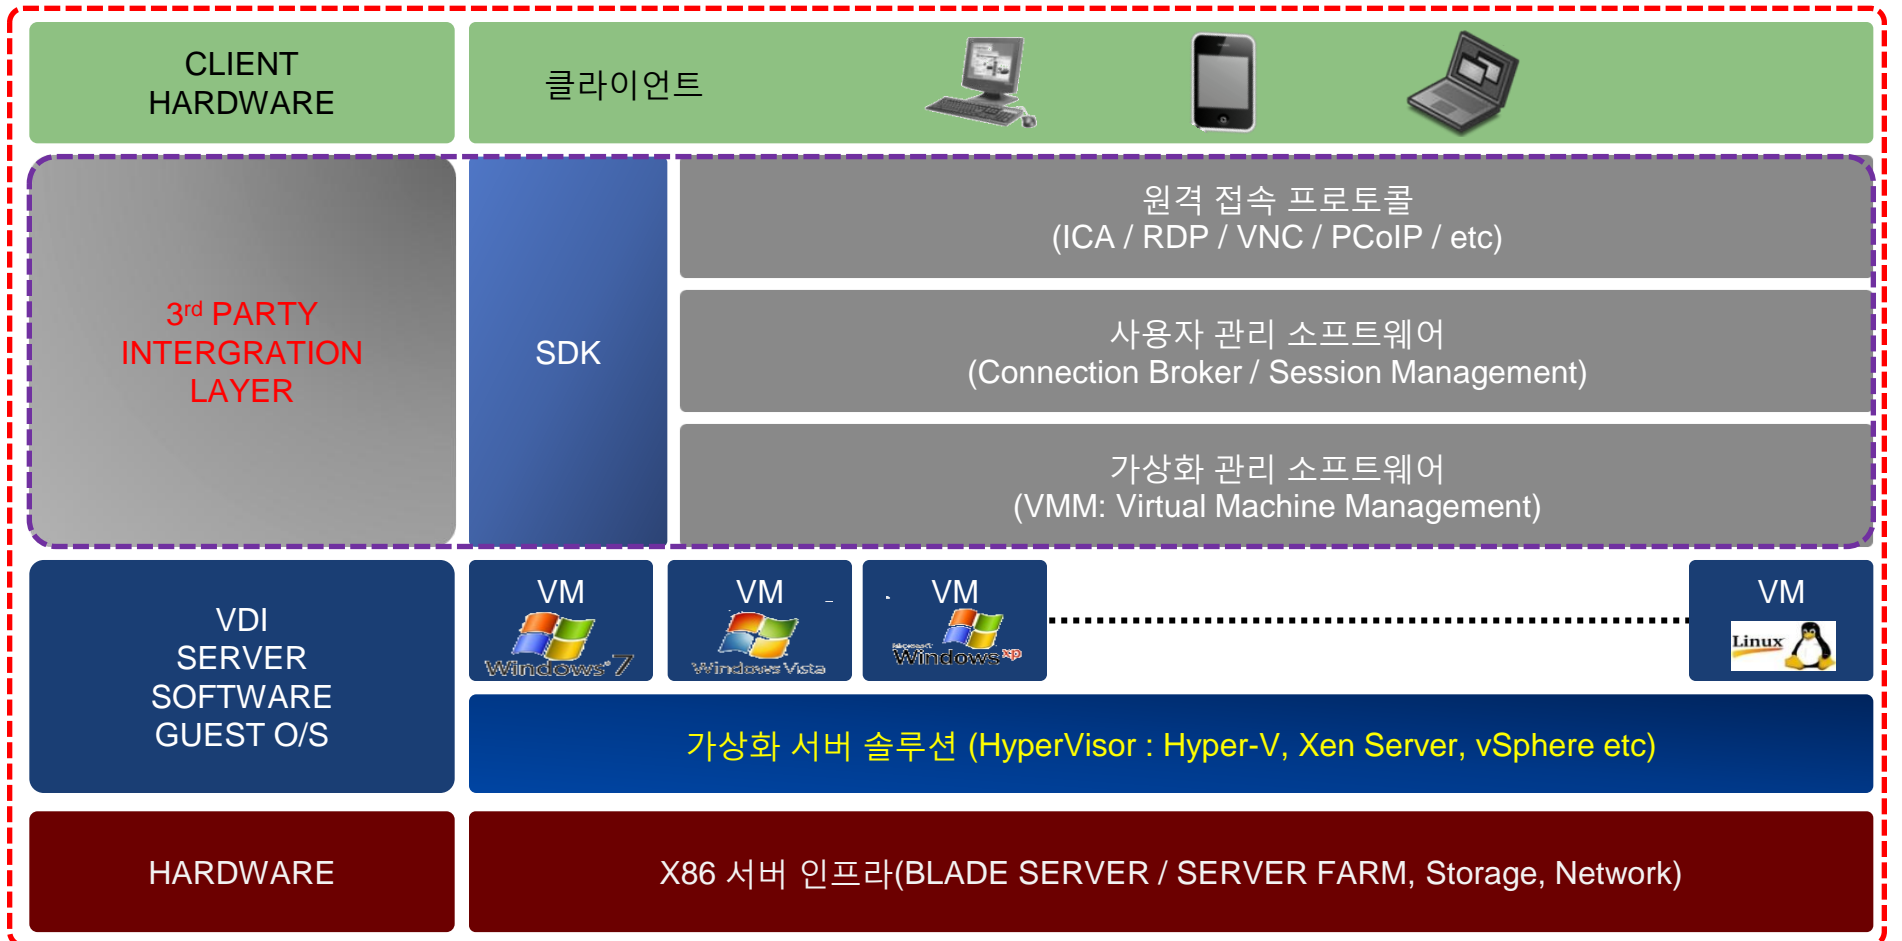 CLIENT
HARDWARE
클라이언트
3rd PARTY
INTERGRATION
LAYER
SDK
원격 접속 프로토콜
(ICA / RDP / VNC / PCoIP / etc)
사용자 관리 소프트웨어
(Connection Broker / Session Management)
가상화 관리 소프트웨어
(VMM: Virtual Machine Management)
VDI
SERVER
SOFTWARE
GUEST O/S
VM
Windows 7
VM
Windows Vista
VM
Microsoft
Windows xp
VM
Linux
가상화 서버 솔루션 (HyperVisor : Hyper-V, Xen Server, vSphere etc)
HARDWARE
X86 서버 인프라(BLADE SERVER / SERVER FARM, Storage, Network)